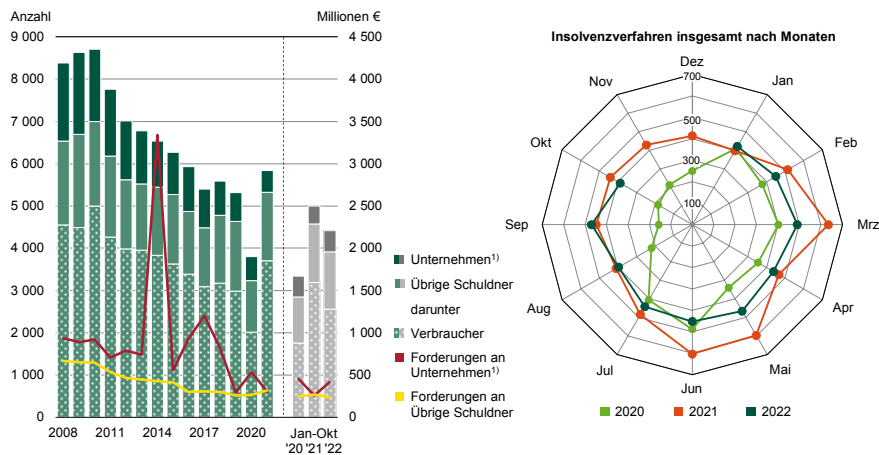 Anzahl
Millionen €
9 000
8 000
7 000
6 000
5 000
4 000
3 000
2 000
1 000
0
4 500
4 000
3 500
3 000
2 500
2 000
1 500
1 000
500
0
2008
2011
2014
2017
2020
Jan-Okt
'20 '21 '22
Unternehmen¹⁾
Übrige Schuldner
darunter
Verbraucher
Forderungen an
Unternehmen¹⁾
Forderungen an
Übrige Schuldner
Insolvenzverfahren insgesamt nach Monaten
Dez
Jan
Feb
Mrz
Apr
Mai
Jun
Jul
Aug
Sep
Okt
Nov
700
500
300
100
2020
2021
2022